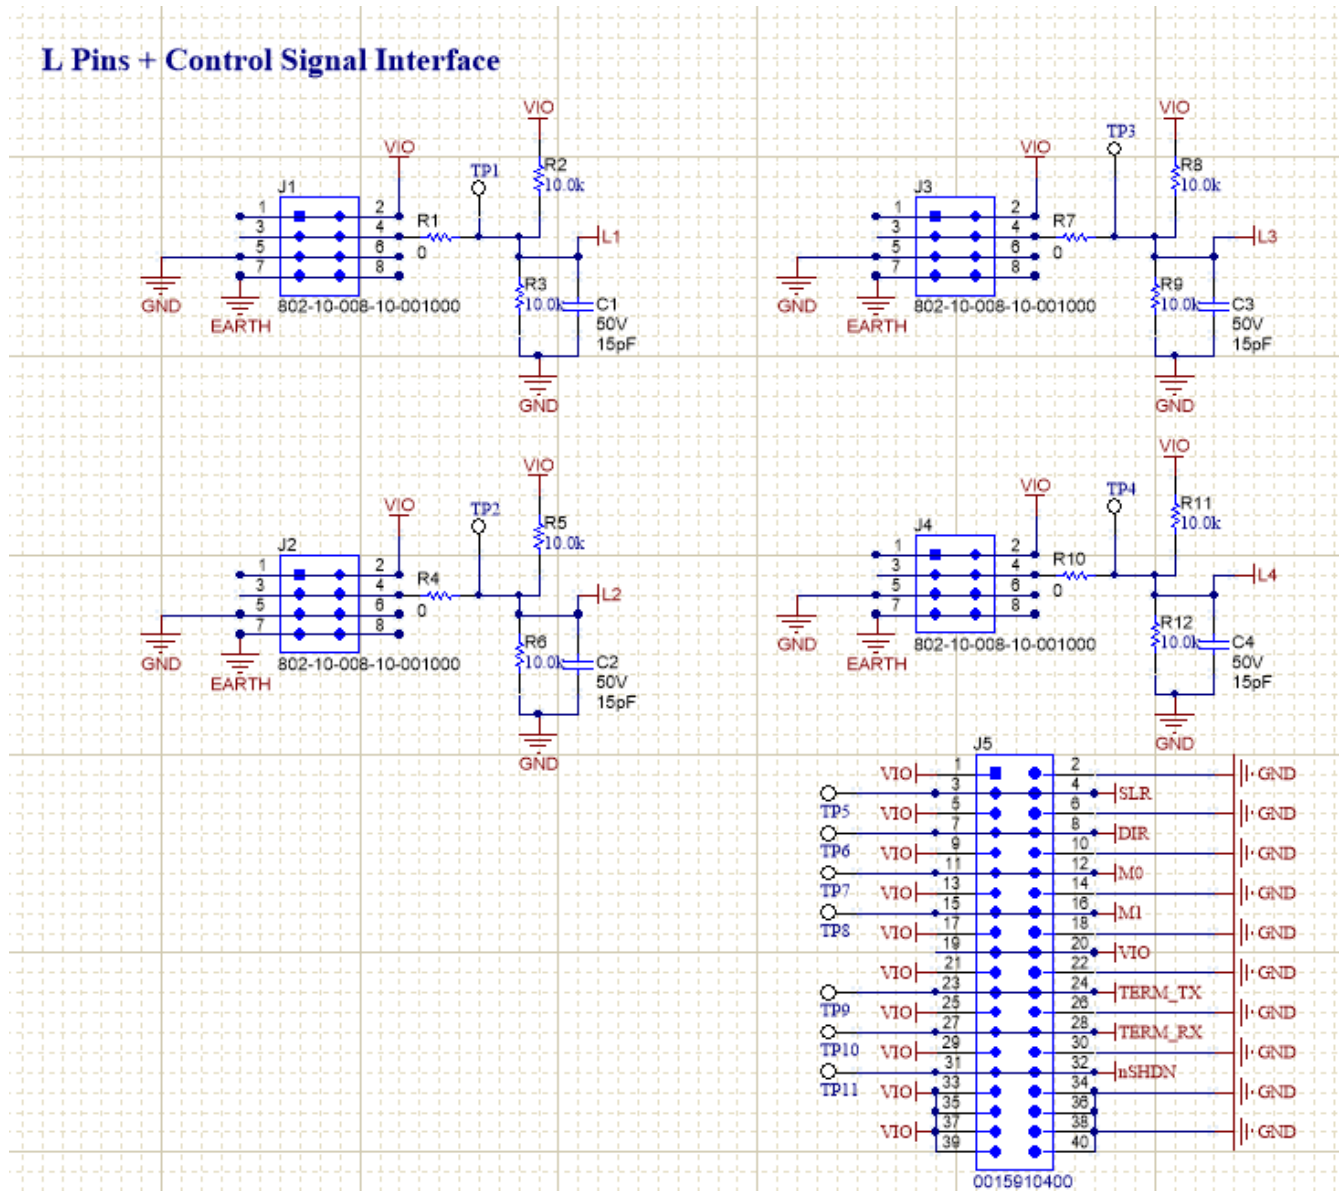 L Pins + Control Signal Interface
VIO
VIO
TP1
R2
10.0k
J1
1 2
3 4
5 6
7 8
R1
0
L1
GND
EARTH
802-10-008-10-001000
R3
10.0k
C1
50V
15pF
GND
VIO
TP3
VIO
R8
10.0k
J3
1 2
3 4
5 6
7 8
R7
0
L3
GND
EARTH
802-10-008-10-001000
R9
10.0k
C3
50V
15pF
GND
VIO
VIO
TP2
R5
10.0k
J2
1 2
3 4
5 6
7 8
R4
0
L2
GND
EARTH
802-10-008-10-001000
R6
10.0k
C2
50V
15pF
GND
VIO
VIO
TP4
R11
10.0k
J4
1 2
3 4
5 6
7 8
R10
0
L4
GND
EARTH
802-10-008-10-001000
R12
10.0k
C4
50V
15pF
GND
J5
VIO 1 2 GND
TP5 3 4 SLR
VIO 5 6 GND
TP6 7 8 DIR
VIO 9 10 GND
TP7 11 12 M0
VIO 13 14 GND
TP8 15 16 M1
VIO 17 18 GND
19 20 VIO
VIO 21 22 GND
TP9 23 24 TERM_TX
VIO 25 26 GND
TP10 27 28 TERM_RX
VIO 29 30 GND
TP11 31 32 nSHDN
VIO 33 34 GND
35 36
VIO 37 38 GND
39 40
0015910400